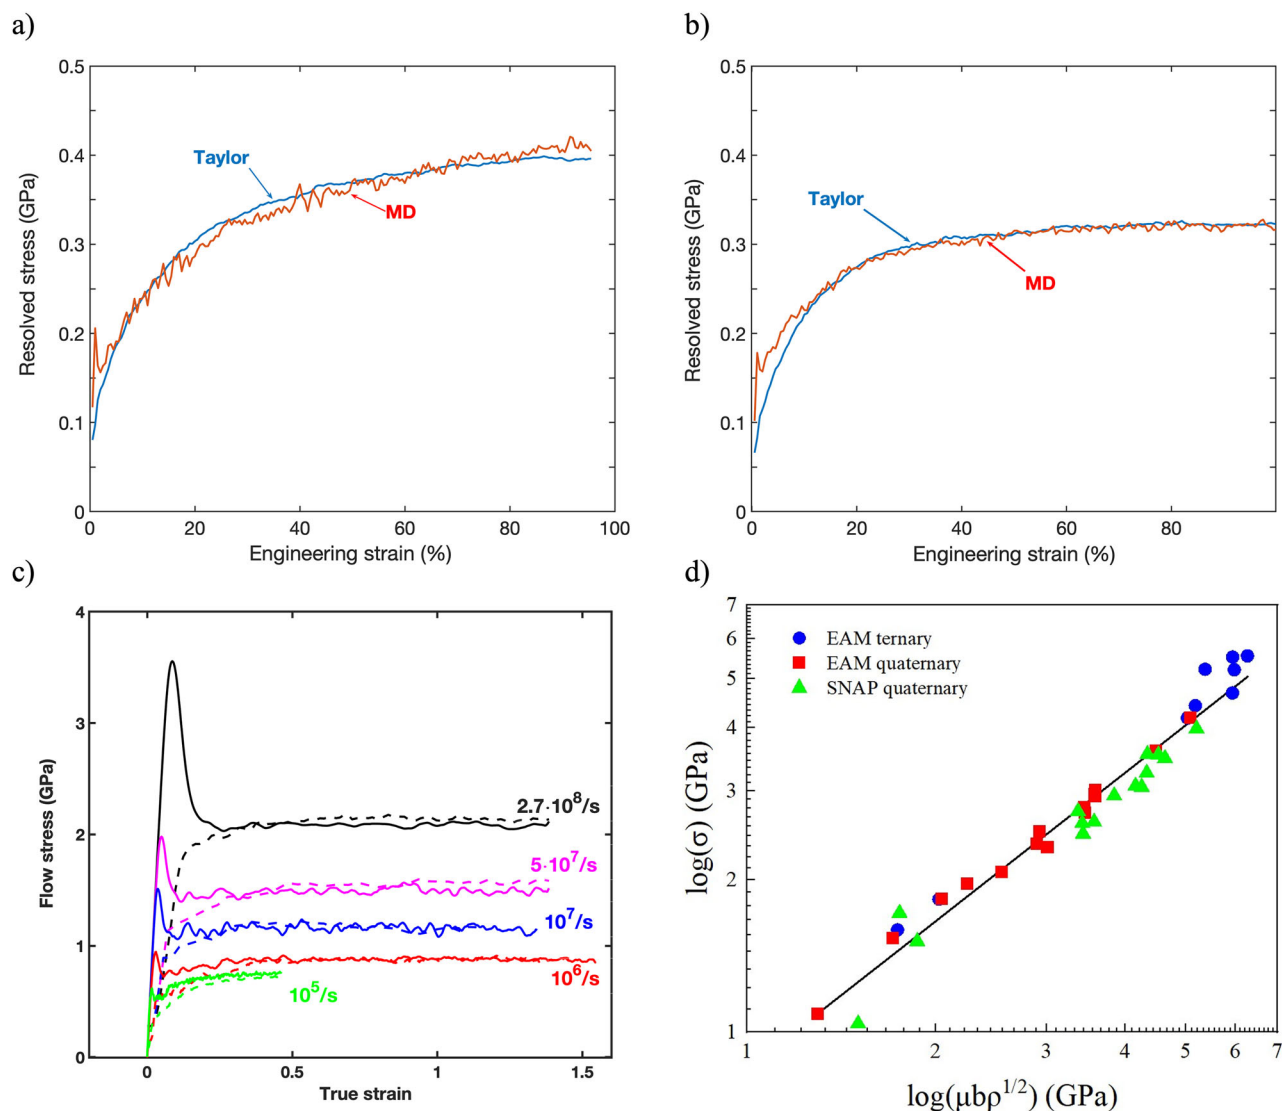 a)
0.5
0.4
0.3
0.2
0.1
0
Resolved stress (GPa)
Taylor
MD
0 20 40 60 80 100
Engineering strain (%)
b)
0.5
0.4
0.3
0.2
0.1
0
Resolved stress (GPa)
Taylor
MD
0 20 40 60 80
Engineering strain (%)
c)
4
3
2
1
0
Flow stress (GPa)
2.7·10⁸/s
5·10⁷/s
10⁷/s
10⁶/s
10⁵/s
0 0.5 1 1.5
True strain
d)
7
6
5
4
3
2
1
log(σ) (GPa)
EAM ternary
EAM quaternary
SNAP quaternary
1 2 3 4 5 6 7
log(μbρ¹/²) (GPa)